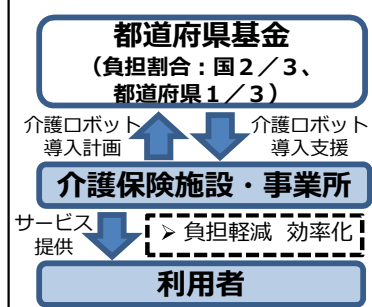 都道府県基金
（負担割合：国２／３、
都道府県１／３）
介護ロボット
導入計画
介護ロボット
導入支援
介護保険施設・事業所
サービス
提供
➢ 負担軽減 効率化
利用者